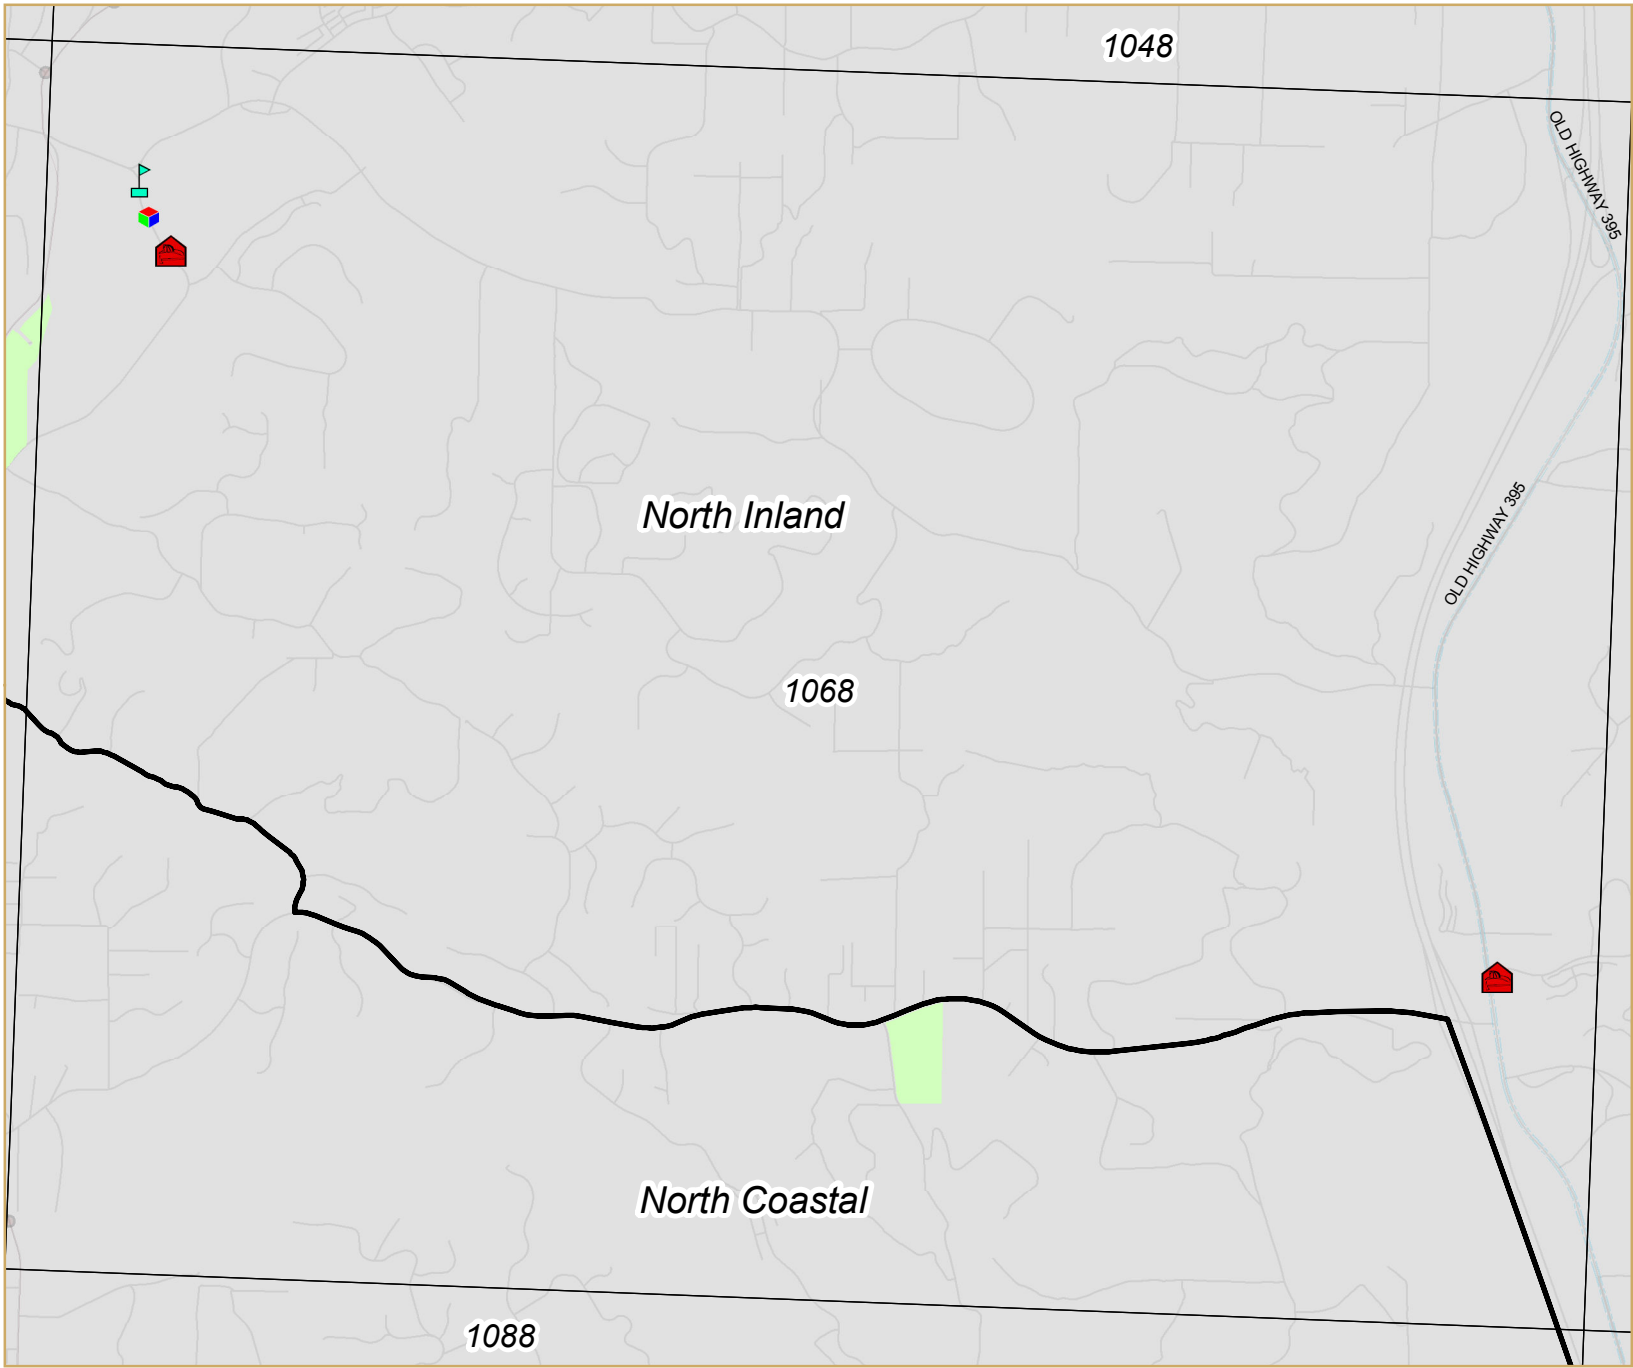 1048
OLD HIGHWAY 395
OLD HIGHWAY 395
North Inland
1068
North Coastal
1088